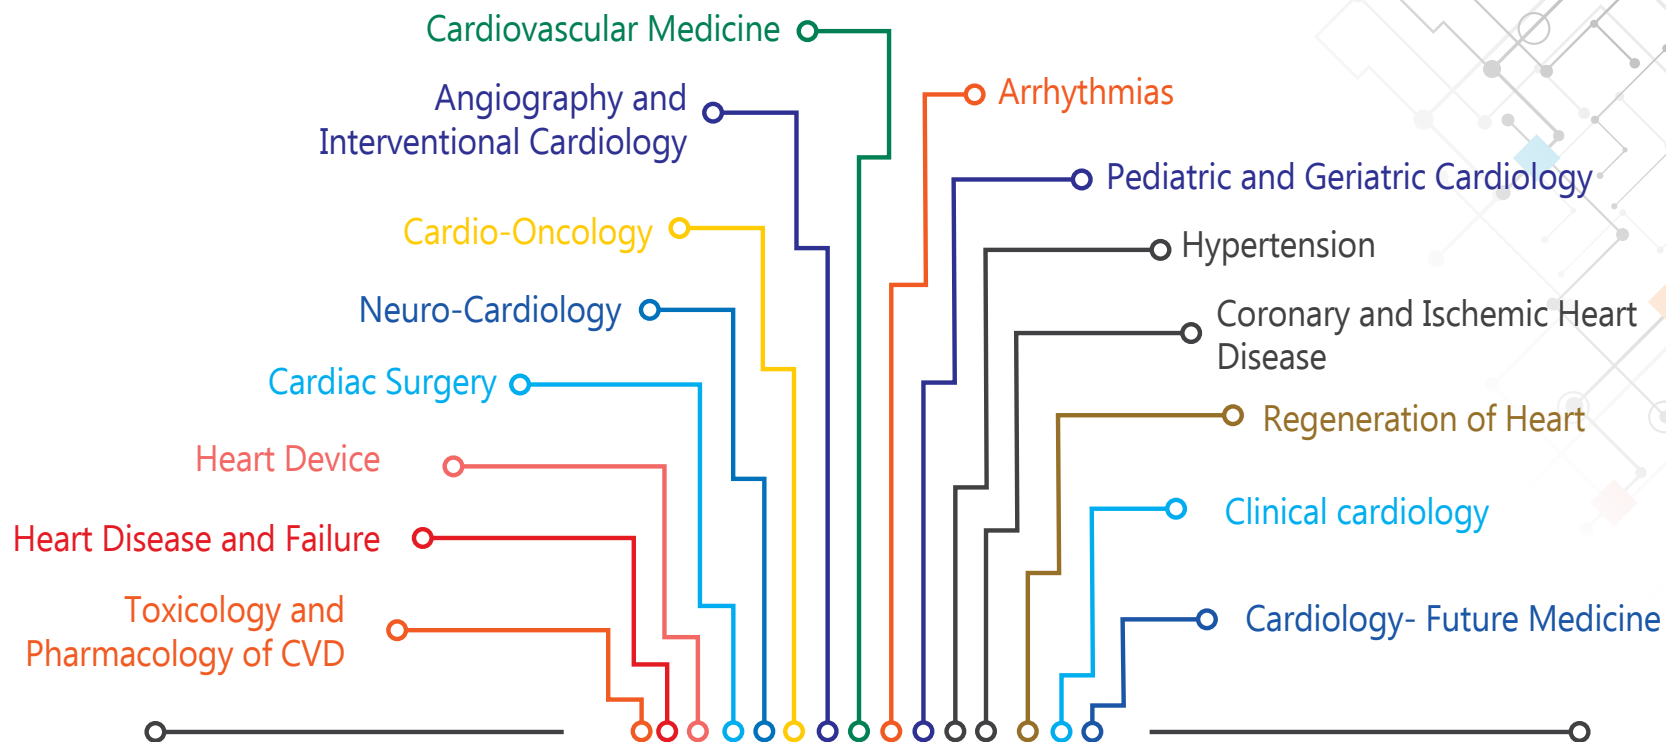 Cardiovascular Medicine
Angiography and
Interventional Cardiology
Cardio-Oncology
Neuro-Cardiology
Cardiac Surgery
Heart Device
Heart Disease and Failure
Toxicology and
Pharmacology of CVD
Arrhythmias
Pediatric and Geriatric Cardiology
Hypertension
Coronary and Ischemic Heart
Disease
Regeneration of Heart
Clinical cardiology
Cardiology- Future Medicine